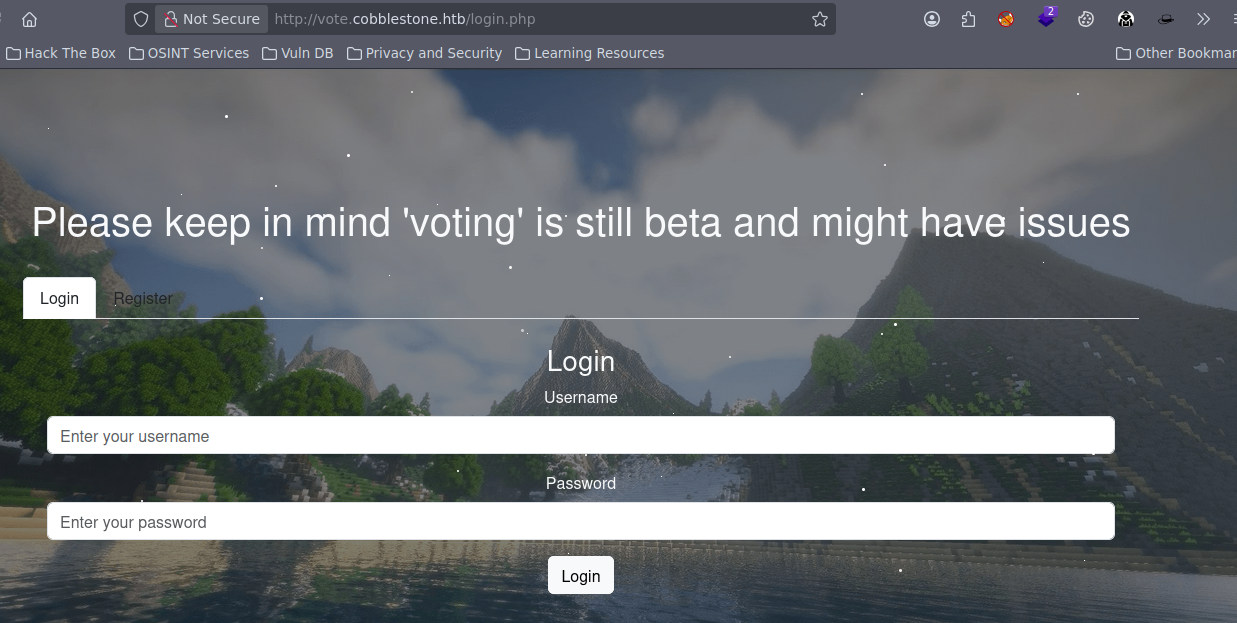 Not Secure http://vote.cobblestone.htb/login.php
2
Hack The Box OSINT Services Vuln DB Privacy and Security Learning Resources Other Bookmar
Please keep in mind 'voting' is still beta and might have issues
Login Register
Login
Username
Enter your username
Password
Enter your password
Login